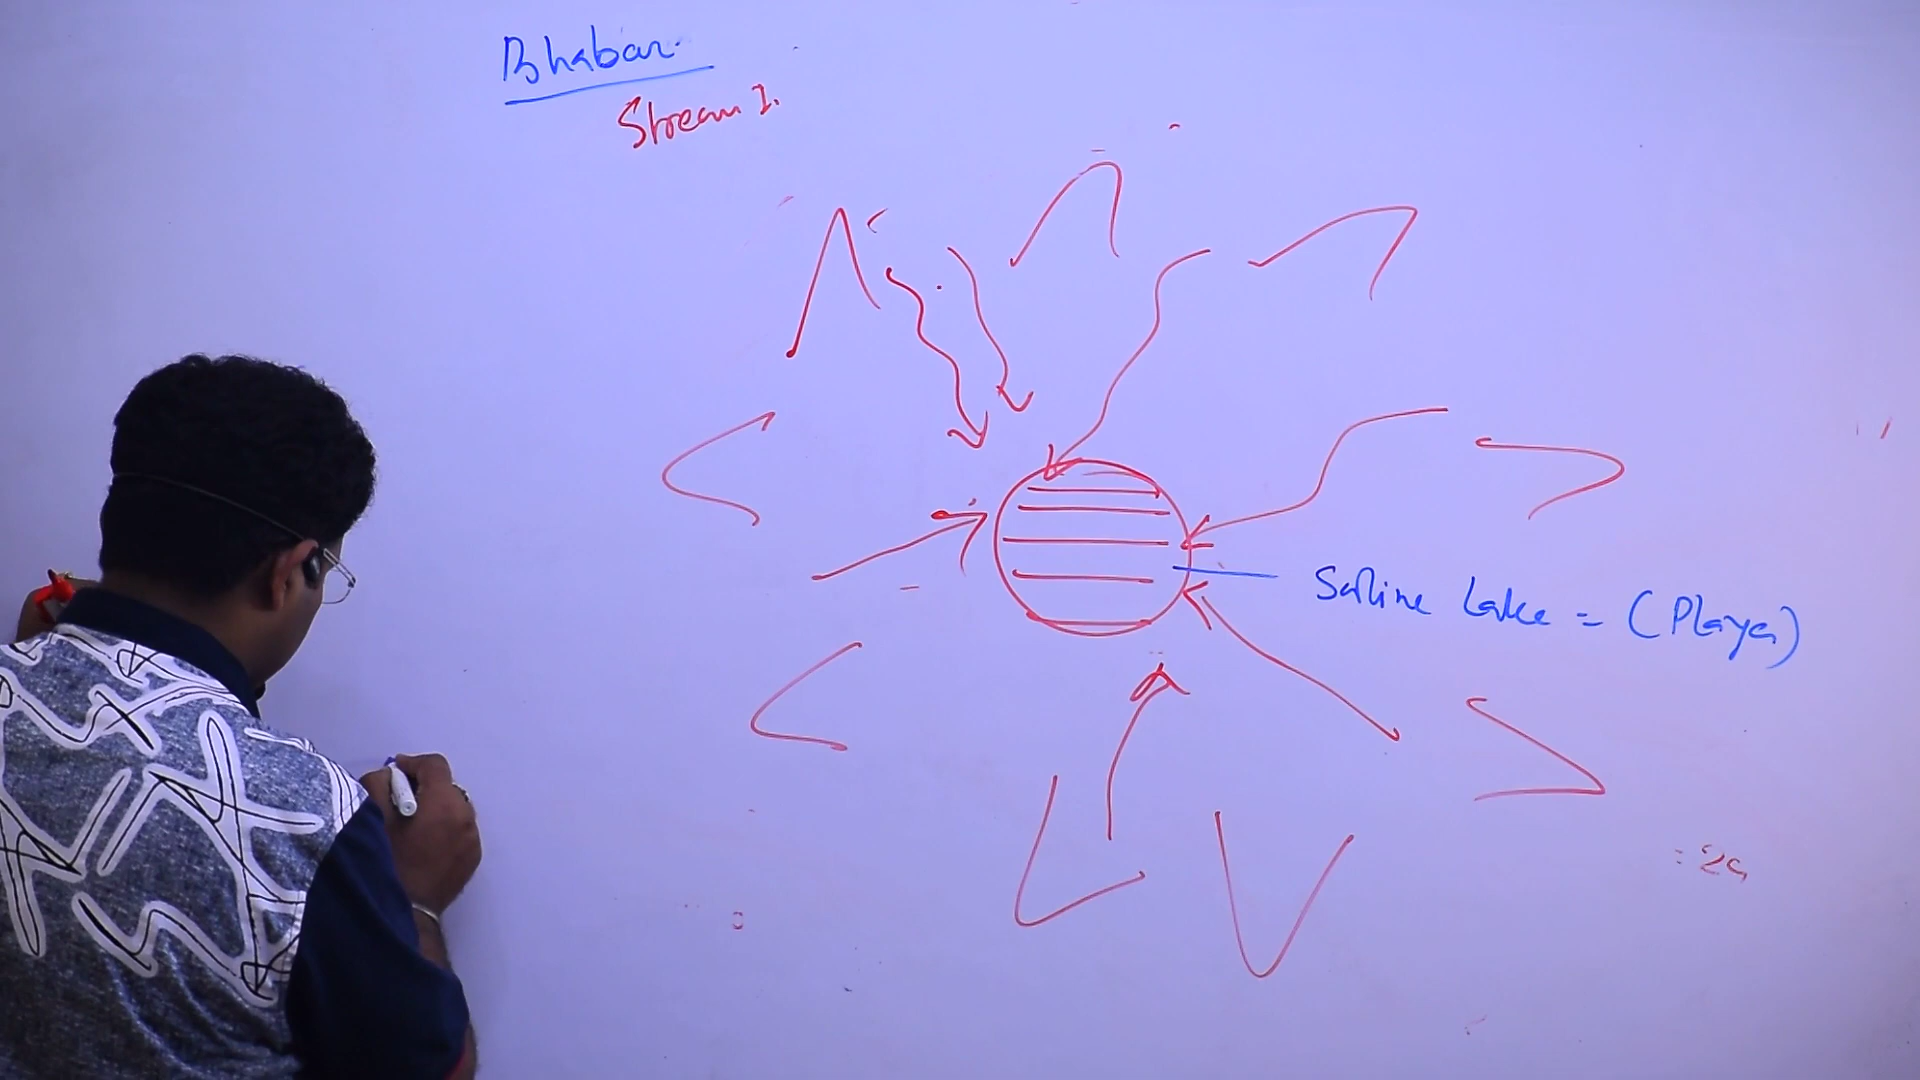 Bhabar
Stream
Saline Lake = (Playa)